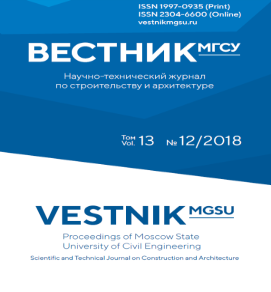 ISSN 1997-0935 (Print)
ISSN 2304-6600 (Online)
vestnikmgsu.ru
ВЕСТНИК МГСУ
Научно-технический журнал
по строительству и архитектуре
Том 13 № 12/2018
Vol.
VESTNIK MGSU
Proceedings of Moscow State
University of Civil Engineering
Scientific and Technical Journal on Construction and Architecture